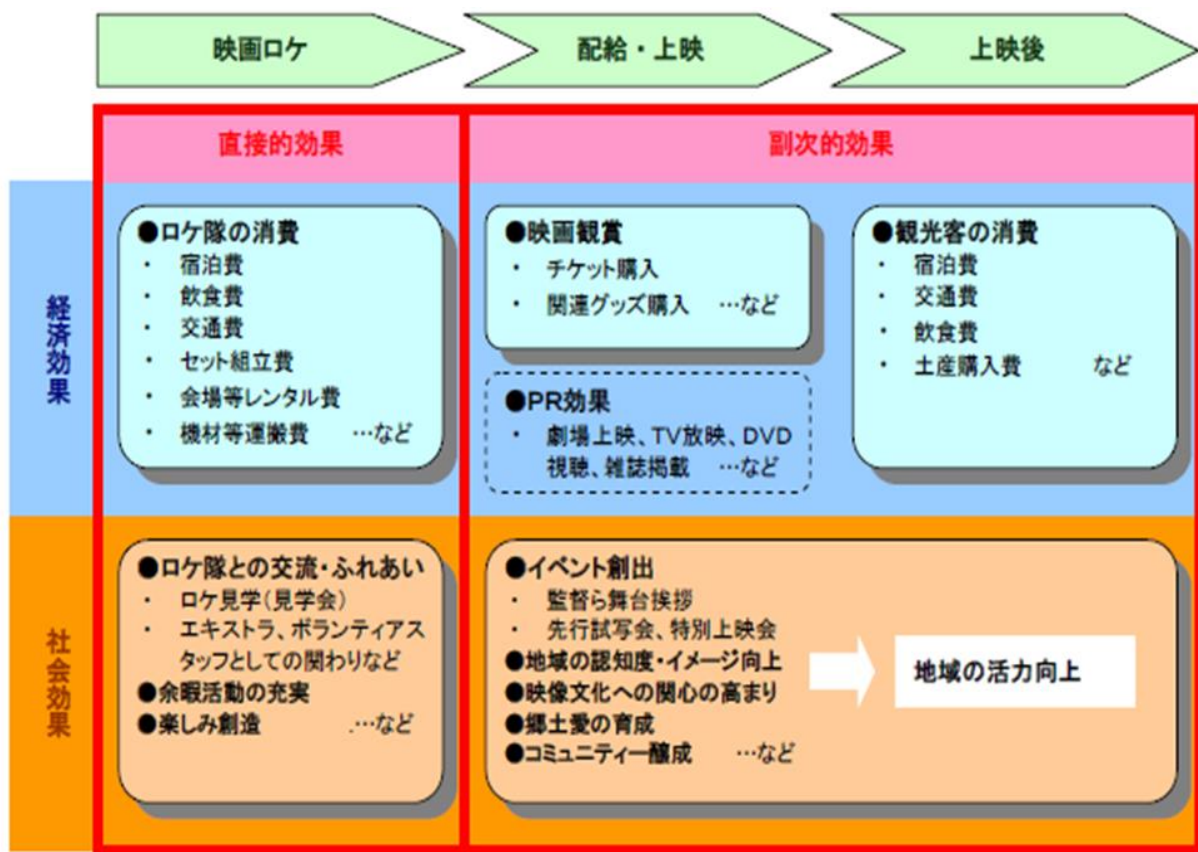 映画ロケ
配給・上映
上映後
直接的効果
副次的効果
経済効果
●ロケ隊の消費
・ 宿泊費
・ 飲食費
・ 交通費
・ セット組立費
・ 会場等レンタル費
・ 機材等運搬費 …など
●映画観賞
・ チケット購入
・ 関連グッズ購入 …など
●PR効果
・ 劇場上映、TV放映、DVD
視聴、雑誌掲載 …など
●観光客の消費
・ 宿泊費
・ 交通費
・ 飲食費
・ 土産購入費 など
社会効果
●ロケ隊との交流・ふれあい
・ ロケ見学(見学会)
・ エキストラ、ボランティアス
タッフとしての関わりなど
●余暇活動の充実
●楽しみ創造 .…など
●イベント創出
・ 監督ら舞台挨拶
・ 先行試写会、特別上映会
●地域の認知度・イメージ向上
●映像文化への関心の高まり
●郷土愛の育成
●コミュニティー醸成 …など
地域の活力向上